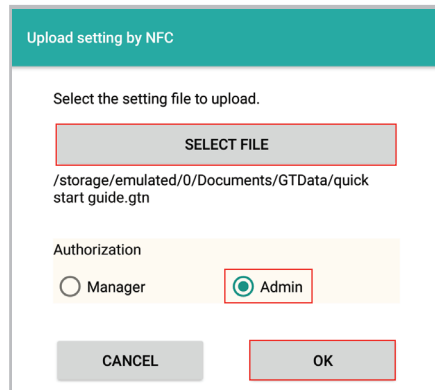 Upload setting by NFC
Select the setting file to upload.
SELECT FILE
/storage/emulated/0/Documents/GTData/quick
start guide.gtn
Authorization
Manager
Admin
CANCEL
OK